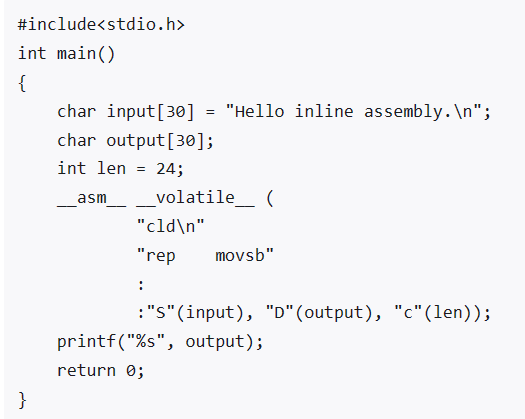 #include<stdio.h>
int main()
{
    char input[30] = "Hello inline assembly.\n";
    char output[30];
    int len = 24;
    __asm__ __volatile__ (
            "cld\n"
            "rep    movsb"
            :
            :"S"(input), "D"(output), "c"(len));
    printf("%s", output);
    return 0;
}